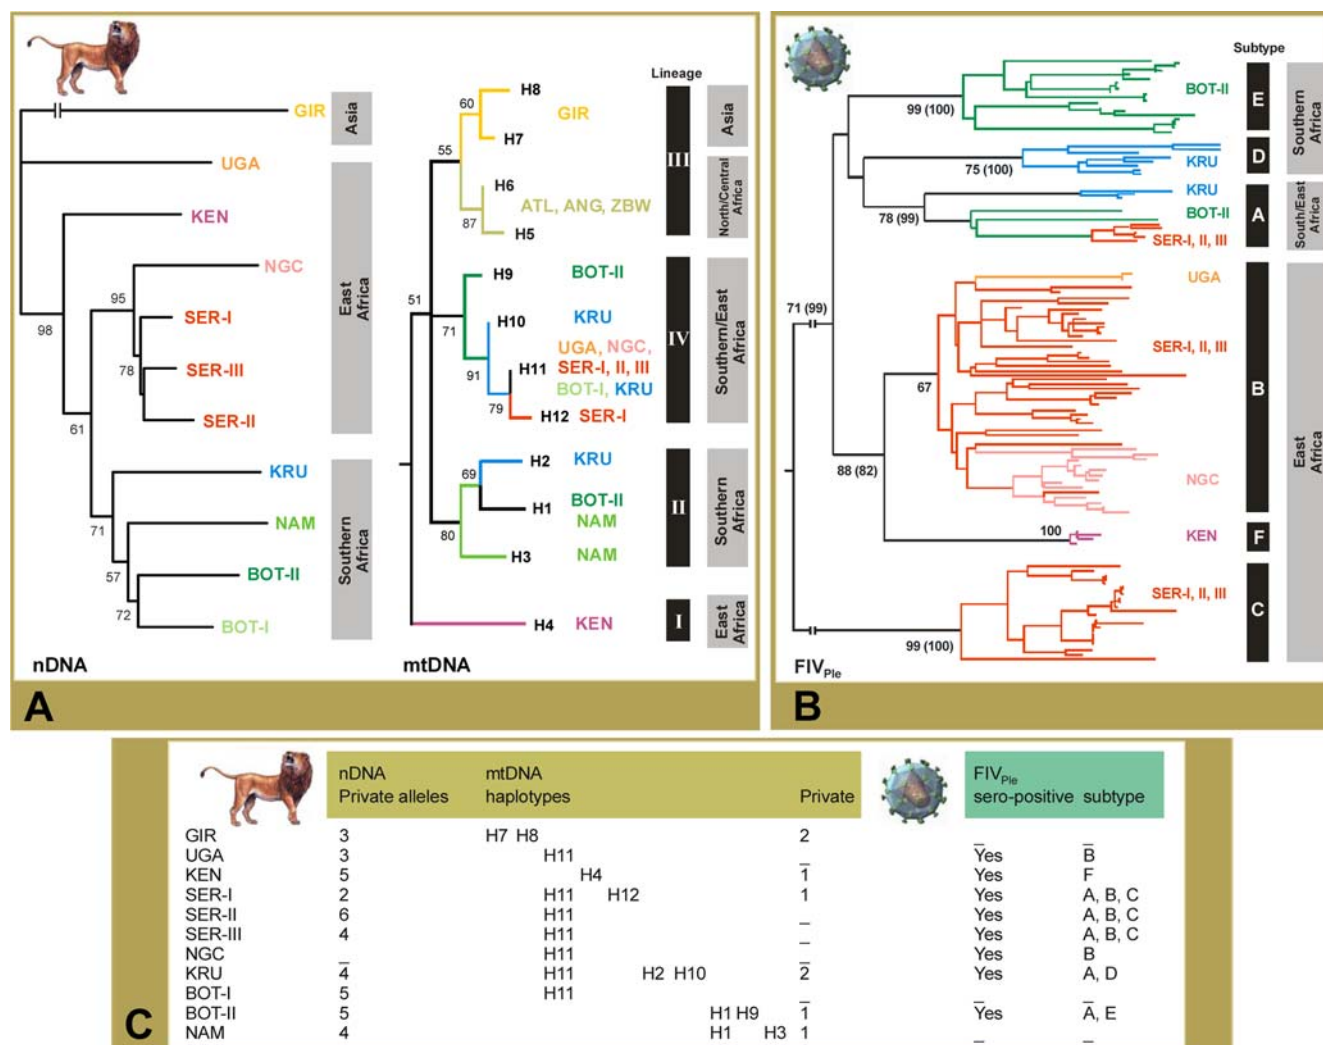 GIR
UGA
KEN
NGC
95
SER-I
98
SER-III
78
SER-II
61
KRU
71
NAM
57
BOT-II
72
BOT-I
nDNA
Asia
East Africa
Southern Africa
Lineage
H8
60
GIR
H7
55
H6
ATL, ANG, ZBW
87
H5
III
Asia
North/Central Africa
H9
BOT-II
51
71
H10
KRU
UGA, NGC,
H11
SER-I, II, III
91
BOT-I, KRU
79
H12
SER-I
IV
Southern/East Africa
H2
KRU
69
H1
BOT-II
NAM
80
H3
NAM
II
Southern Africa
H4
KEN
I
East Africa
mtDNA
A
Subtype
BOT-II
99 (100)
E
KRU
75 (100)
D
Southern Africa
KRU
78 (99)
BOT-II
SER-I, II, III
A
South/East Africa
UGA
71 (99)
SER-I, II, III
67
B
NGC
88 (82)
100
KEN
F
East Africa
SER-I, II, III
C
99 (100)
FIVPle
B
nDNA mtDNA FIVPle
Private alleles haplotypes Private sero-positive subtype
GIR 3 H7 H8 2 _ _
UGA 3 H11 _ Yes B
KEN 5 H4 1 Yes F
SER-I 2 H11 H12 1 Yes A, B, C
SER-II 6 H11 _ Yes A, B, C
SER-III 4 H11 _ Yes A, B, C
NGC _ H11 _ Yes B
KRU 4 H11 H2 H10 2 Yes A, D
BOT-I 5 H11 _ _ _
BOT-II 5 H1 H9 1 Yes A, E
NAM 4 H1 H3 1 _ _
C